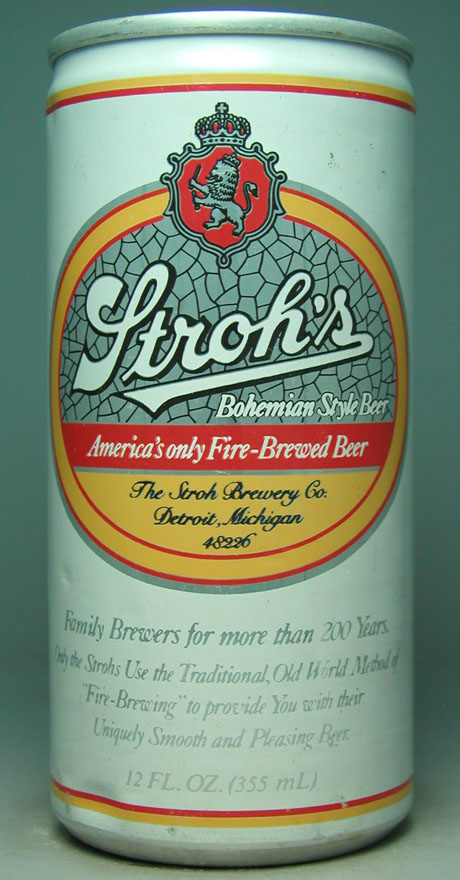 Stroh's
Bohemian Style Beer
America's only Fire-Brewed Beer
The Stroh Brewery Co.
Detroit, Michigan
48226
Family Brewers for more than 200 Years.
Only the Strohs Use the Traditional, Old World Method of
"Fire-Brewing" to provide You with their
Uniquely Smooth and Pleasing Beer.
12 FL. OZ. (355 mL)